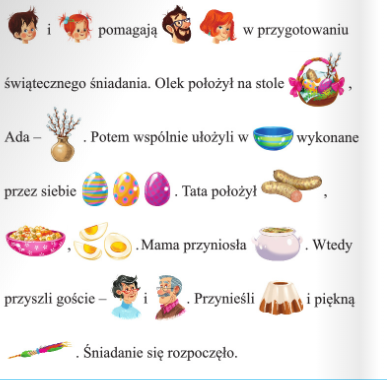 i pomagają w przygotowaniu
świątecznego śniadania. Olek położył na stole ,
Ada – . Potem wspólnie ułożyli w wykonane
przez siebie . Tata położył ,
, . Mama przyniosła . Wtedy
przyszli goście – i . Przynieśli i piękną
. Śniadanie się rozpoczęło.